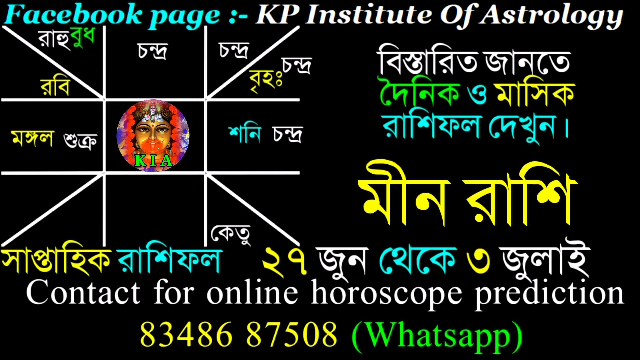 Facebook page :- KP Institute Of Astrology
রাহু বুধ
চন্দ্র
চন্দ্র
চন্দ্র
রবি
বৃহঃ
মঙ্গল শুক্র
KIA
শনি চন্দ্র
কেতু
বিস্তারিত জানতে
দৈনিক ও মাসিক
রাশিফল দেখুন।
মীন রাশি
সাপ্তাহিক রাশিফল ২৭ জুন থেকে ৩ জুলাই
Contact for online horoscope prediction
83486 87508 (Whatsapp)